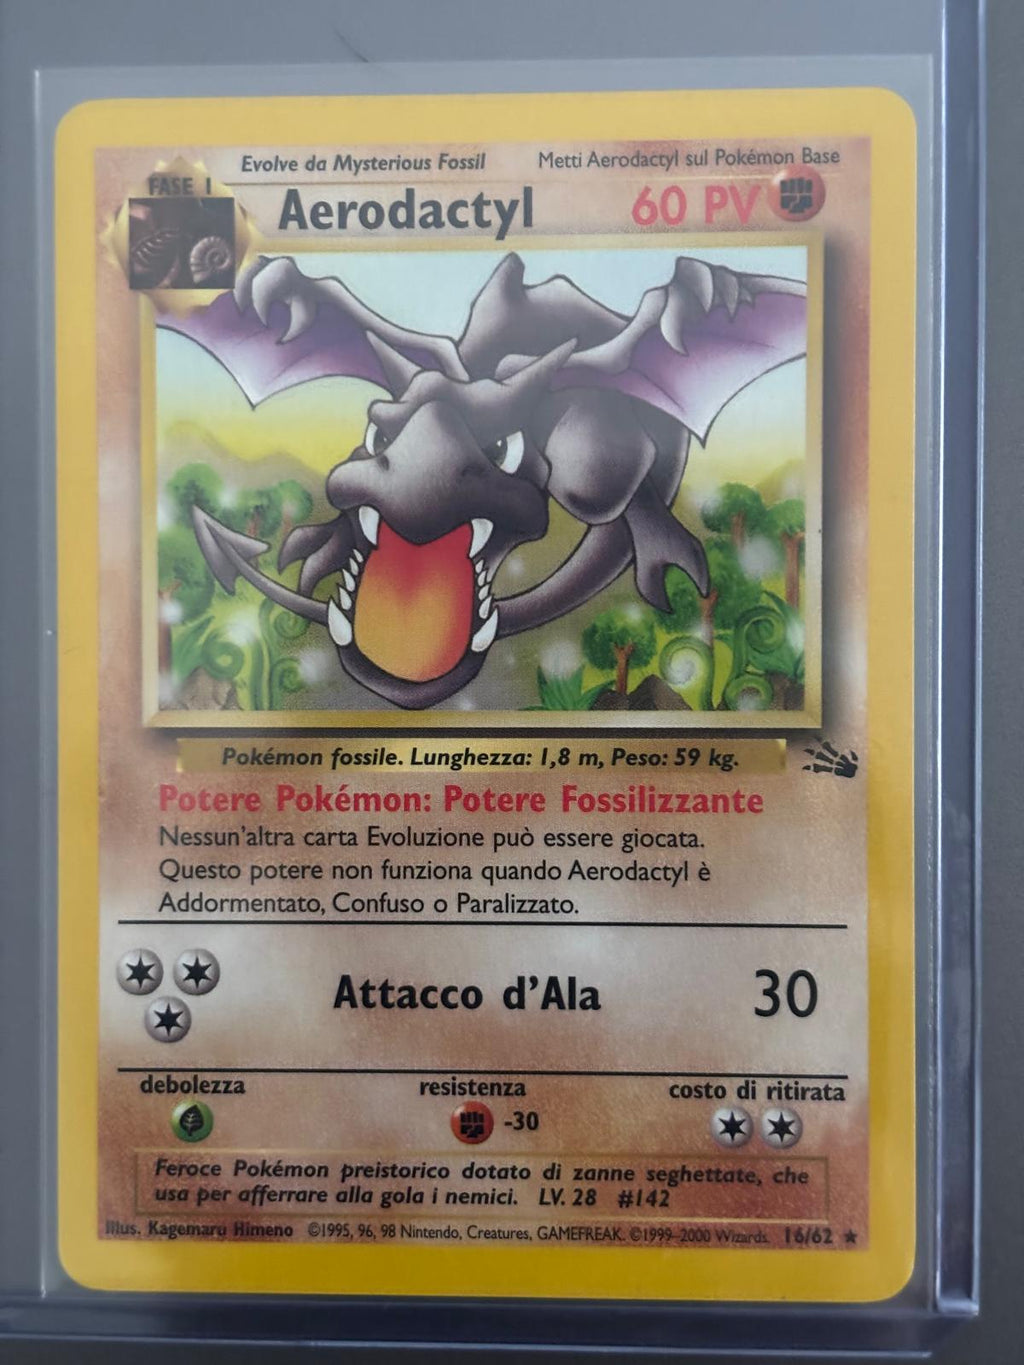 Evolve da Mysterious Fossil
Metti Aerodactyl sul Pokémon Base
FASE 1
Aerodactyl
60 PV
Pokémon fossile. Lunghezza: 1,8 m, Peso: 59 kg.
Potere Pokémon: Potere Fossilizzante
Nessun'altra carta Evoluzione può essere giocata.
Questo potere non funziona quando Aerodactyl è
Addormentato, Confuso o Paralizzato.
Attacco d'Ala 30
debolezza resistenza costo di ritirata
-30
Feroce Pokémon preistorico dotato di zanne seghettate, che
usa per afferrare alla gola i nemici. LV. 28 #142
Illus. Kagemaru Himeno ©1995, 96, 98 Nintendo, Creatures, GAMEFREAK. ©1999-2000 Wizards. 16/62 ★